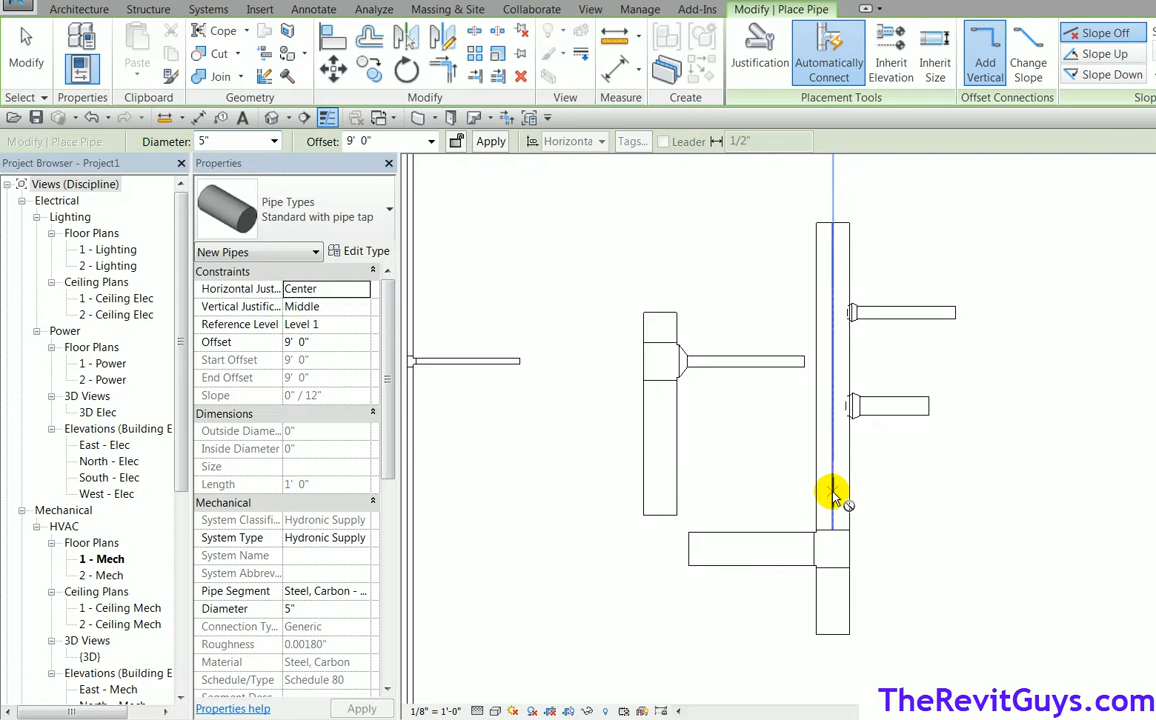 Architecture Structure Systems Insert Annotate Analyze Massing & Site Collaborate View Manage Add-Ins Modify | Place Pipe
Modify Paste Cope Cut Join Justification Automatically Connect Inherit Elevation Inherit Size Add Vertical Change Slope Slope Off Slope Up Slope Down
Select Properties Clipboard Geometry Modify View Measure Create Placement Tools Offset Connections Slop
Modify | Place Pipe Diameter: 5" Offset: 9' 0" Apply Horizonta Tags... Leader 1/2"
Project Browser - Project1
Views (Discipline)
Electrical
Lighting
Floor Plans
1 - Lighting
2 - Lighting
Ceiling Plans
1 - Ceiling Elec
2 - Ceiling Elec
Power
Floor Plans
1 - Power
2 - Power
3D Views
3D Elec
Elevations (Building E
East - Elec
North - Elec
South - Elec
West - Elec
Mechanical
HVAC
Floor Plans
1 - Mech
2 - Mech
Ceiling Plans
1 - Ceiling Mech
2 - Ceiling Mech
3D Views
{3D}
Elevations (Building E
East - Mech
Properties
Pipe Types
Standard with pipe tap
New Pipes Edit Type
Constraints
Horizontal Just... Center
Vertical Justific... Middle
Reference Level Level 1
Offset 9' 0"
Start Offset 9' 0"
End Offset 9' 0"
Slope 0" / 12"
Dimensions
Outside Diame... 0"
Inside Diameter 0"
Size
Length 1' 0"
Mechanical
System Classifi... Hydronic Supply
System Type Hydronic Supply
System Name
System Abbrev...
Pipe Segment Steel, Carbon - ...
Diameter 5"
Connection Ty... Generic
Roughness 0.00180"
Material Steel, Carbon
Schedule/Type Schedule 80
Properties help Apply
1/8" = 1'-0"
TheRevitGuys.com